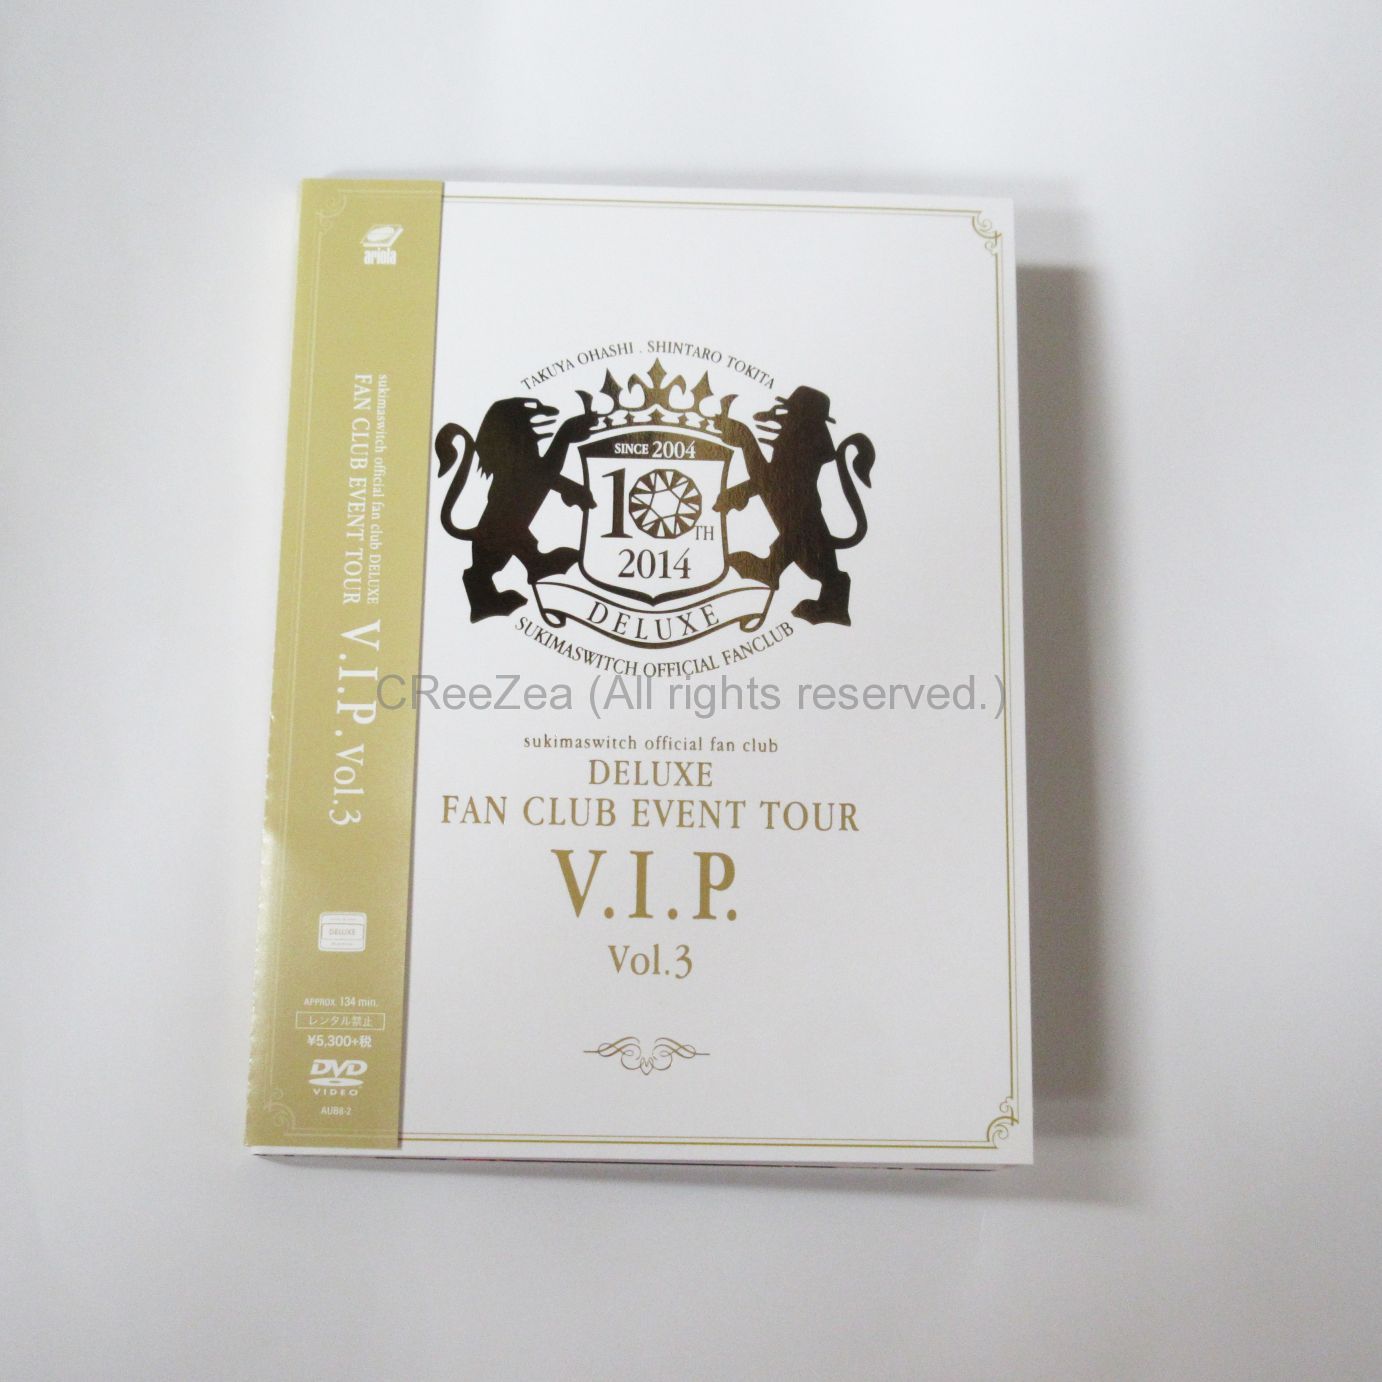 ariola
sukimaswitch official fan club DELUXE
FAN CLUB EVENT TOUR V.I.P. Vol.3
DELUXE
APPROX. 134 min.
レンタル禁止
¥5,300+税
DVD
VIDEO
AUB8-2
TAKUYA OHASHI . SHINTARO TOKITA
SINCE 2004
10TH
2014
DELUXE
SUKIMASWITCH OFFICIAL FANCLUB
CReeZea (All rights reserved.)
sukimaswitch official fan club
DELUXE
FAN CLUB EVENT TOUR
V.I.P.
Vol.3